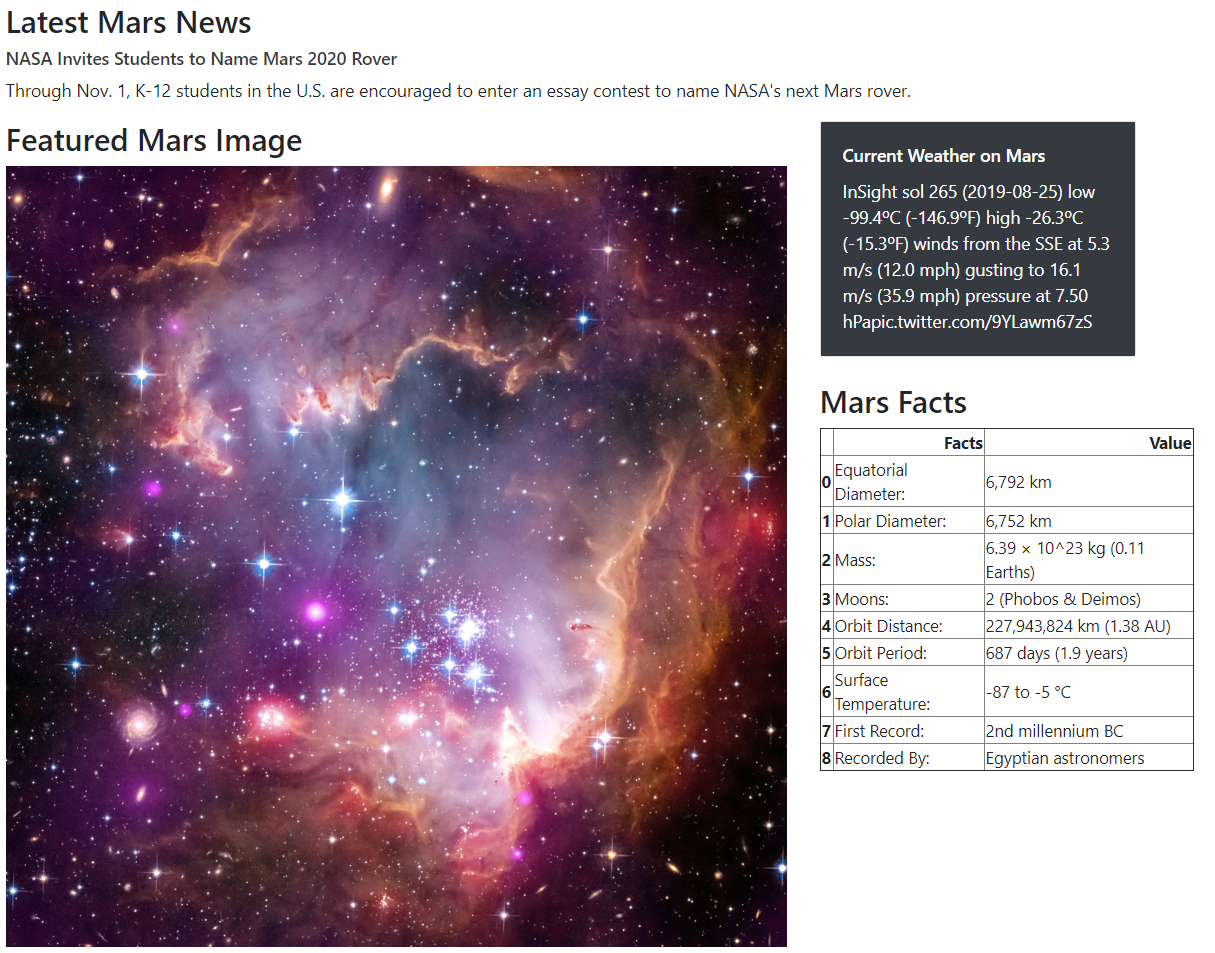 Latest Mars News
NASA Invites Students to Name Mars 2020 Rover
Through Nov. 1, K-12 students in the U.S. are encouraged to enter an essay contest to name NASA's next Mars rover.
Featured Mars Image
Current Weather on Mars
InSight sol 265 (2019-08-25) low
-99.4ºC (-146.9ºF) high -26.3ºC
(-15.3ºF) winds from the SSE at 5.3
m/s (12.0 mph) gusting to 16.1
m/s (35.9 mph) pressure at 7.50
hPapic.twitter.com/9YLawm67zS
Mars Facts
Facts Value
0 Equatorial
Diameter: 6,792 km
1 Polar Diameter: 6,752 km
2 Mass: 6.39 × 10^23 kg (0.11
Earths)
3 Moons: 2 (Phobos & Deimos)
4 Orbit Distance: 227,943,824 km (1.38 AU)
5 Orbit Period: 687 days (1.9 years)
6 Surface
Temperature: -87 to -5 °C
7 First Record: 2nd millennium BC
8 Recorded By: Egyptian astronomers